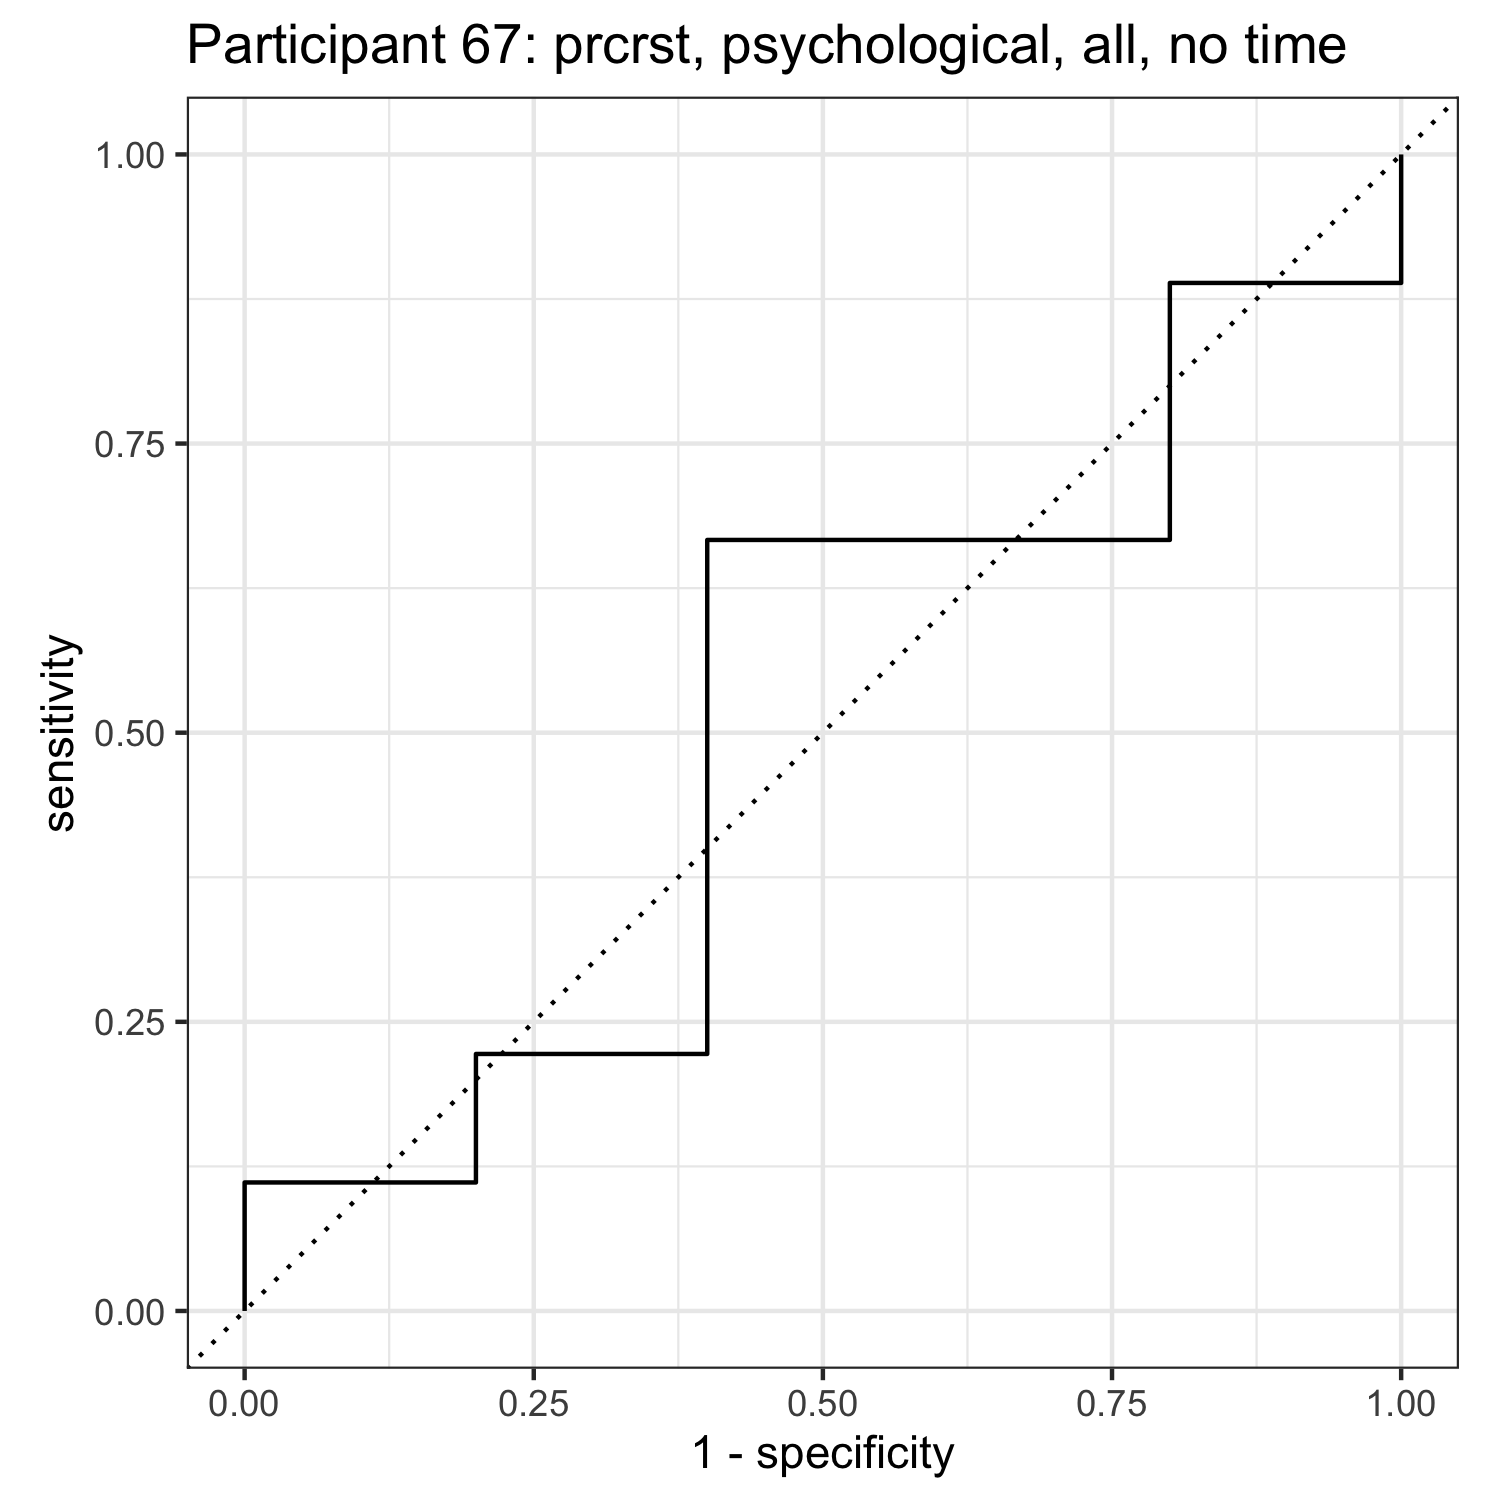 Participant 67: prcrst, psychological, all, no time
1.00
0.75
0.50
0.25
0.00
sensitivity
0.00 0.25 0.50 0.75 1.00
1 - specificity